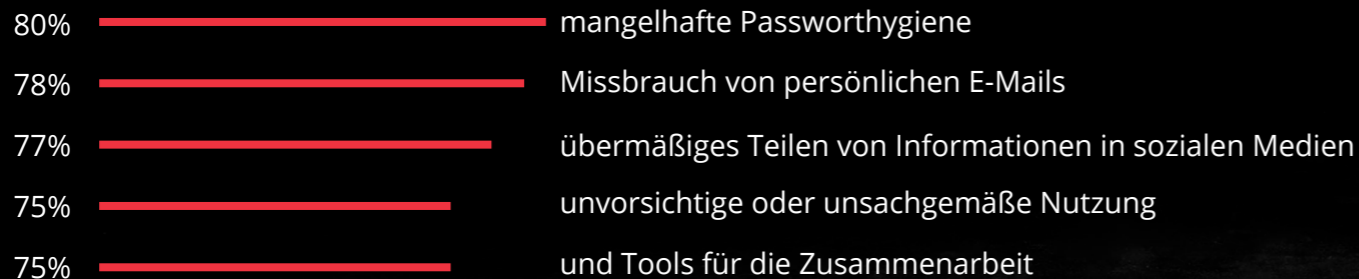 80% mangelhafte Passworthygiene
78% Missbrauch von persönlichen E-Mails
77% übermäßiges Teilen von Informationen in sozialen Medien
75% unvorsichtige oder unsachgemäße Nutzung
75% und Tools für die Zusammenarbeit